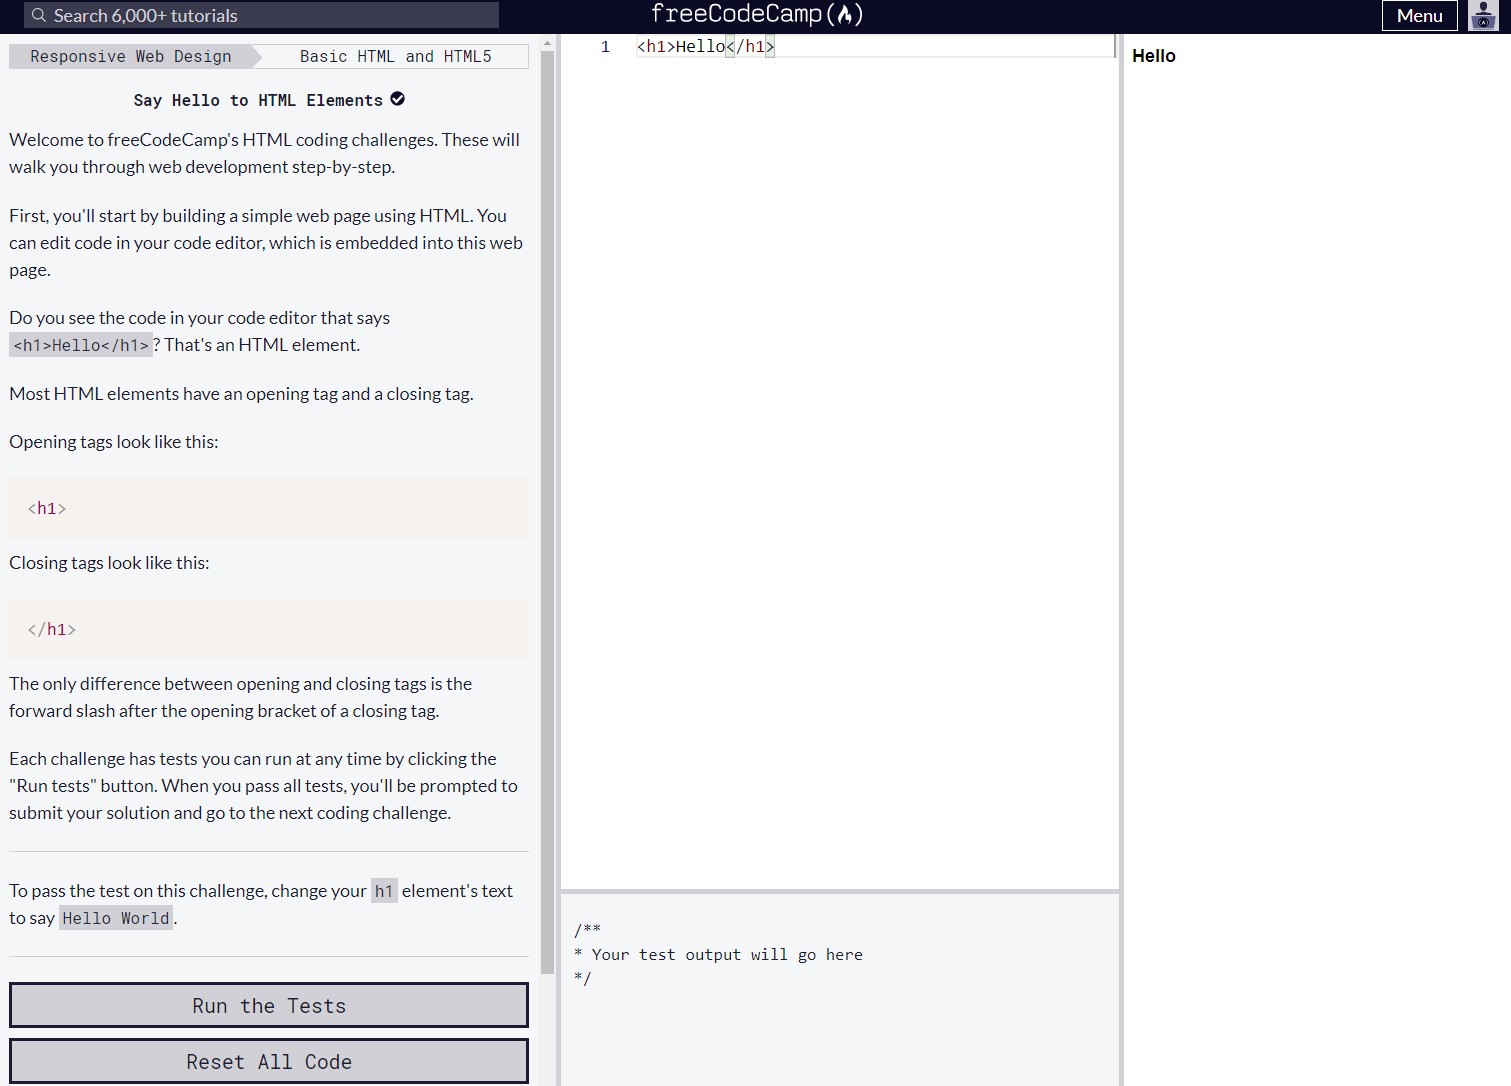 Search 6,000+ tutorials
freeCodeCamp(🔥)
Menu
Responsive Web Design
Basic HTML and HTML5
Say Hello to HTML Elements
Welcome to freeCodeCamp's HTML coding challenges. These will
walk you through web development step-by-step.
First, you'll start by building a simple web page using HTML. You
can edit code in your code editor, which is embedded into this web
page.
Do you see the code in your code editor that says
<h1>Hello</h1>? That's an HTML element.
Most HTML elements have an opening tag and a closing tag.
Opening tags look like this:
<h1>
Closing tags look like this:
</h1>
The only difference between opening and closing tags is the
forward slash after the opening bracket of a closing tag.
Each challenge has tests you can run at any time by clicking the
"Run tests" button. When you pass all tests, you'll be prompted to
submit your solution and go to the next coding challenge.
To pass the test on this challenge, change your h1 element's text
to say Hello World.
Run the Tests
Reset All Code
1 <h1>Hello</h1>
/**
* Your test output will go here
*/
Hello